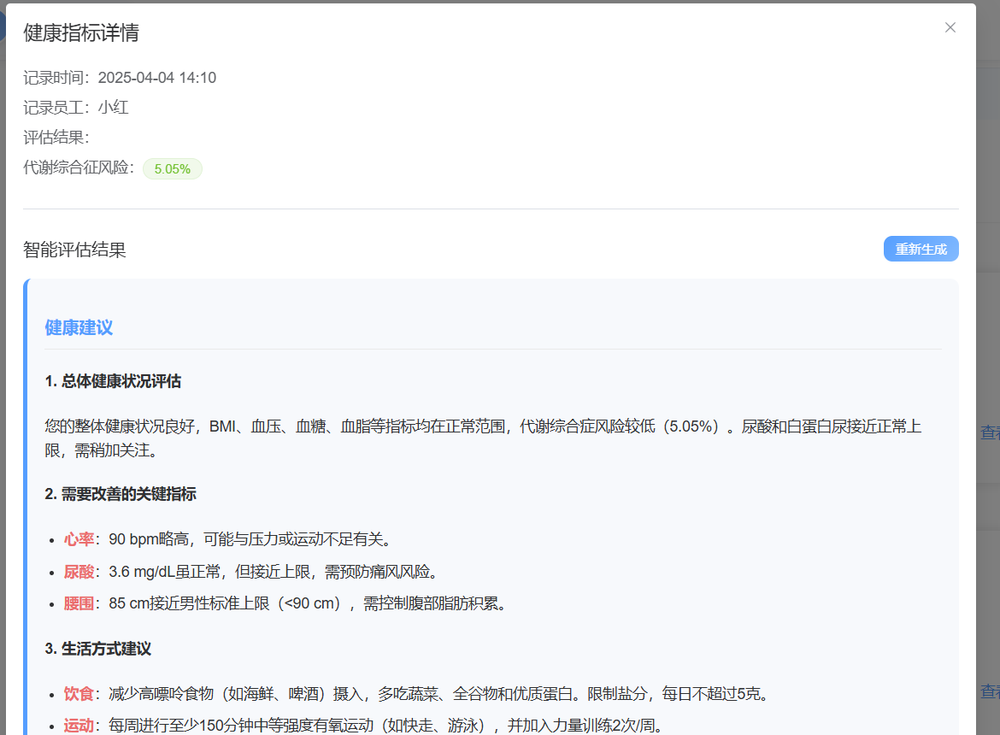 健康指标详情
记录时间：2025-04-04 14:10
记录员工：小红
评估结果：
代谢综合征风险： 5.05%
智能评估结果
重新生成
健康建议
1. 总体健康状况评估
您的整体健康状况良好，BMI、血压、血糖、血脂等指标均在正常范围，代谢综合症风险较低（5.05%）。尿酸和白蛋白尿接近正常上
限，需稍加关注。
2. 需要改善的关键指标
• 心率：90 bpm略高，可能与压力或运动不足有关。
• 尿酸：3.6 mg/dL虽正常，但接近上限，需预防痛风风险。
• 腰围：85 cm接近男性标准上限（<90 cm），需控制腹部脂肪积累。
3. 生活方式建议
• 饮食：减少高嘌呤食物（如海鲜、啤酒）摄入，多吃蔬菜、全谷物和优质蛋白。限制盐分，每日不超过5克。
• 运动：每周进行至少150分钟中等强度有氧运动（如快走、游泳），并加入力量训练2次/周。
查
查